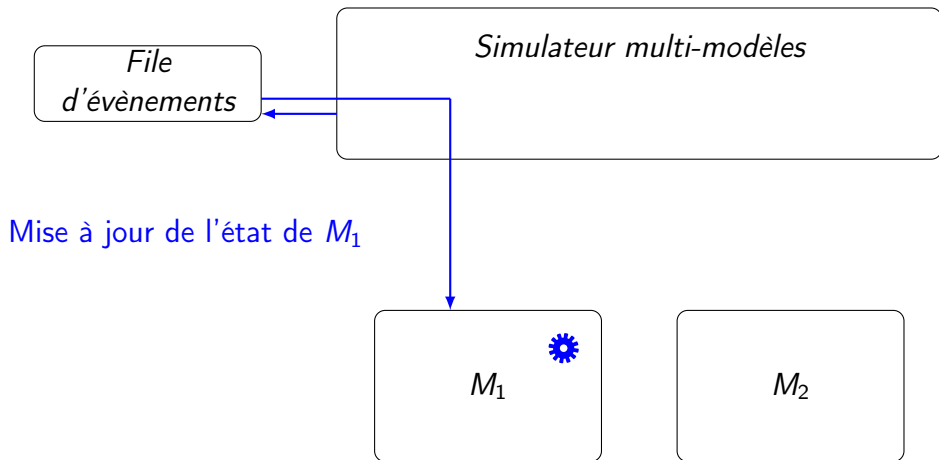 Simulateur multi-modèles
File
d'évènements
Mise à jour de l'état de M₁
M₁
M₂